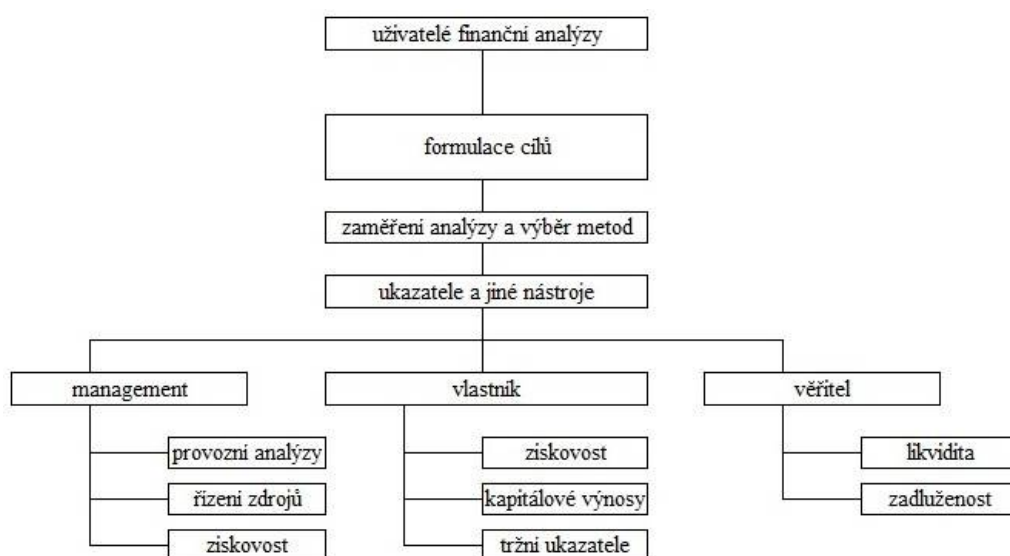 uživatelé finanční analýzy
formulace cílů
zaměření analýzy a výběr metod
ukazatele a jiné nástroje
management
vlastník
věřitel
provozní analýzy
ziskovost
likvidita
řízení zdrojů
kapitálové výnosy
zadluženost
ziskovost
tržní ukazatele